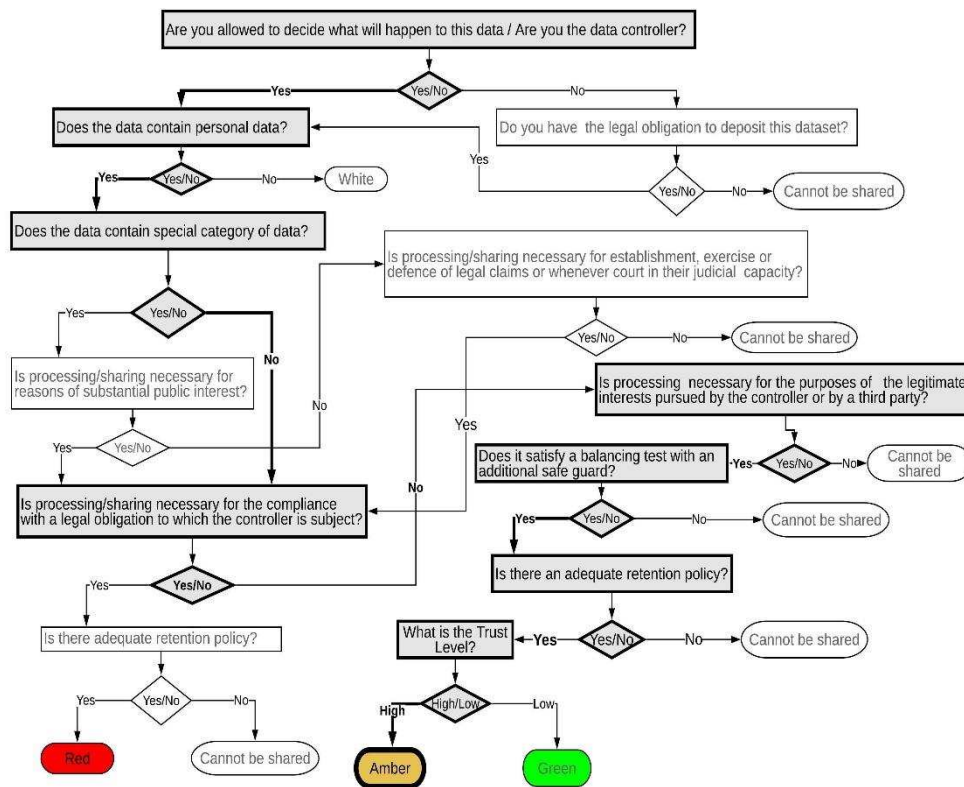 Are you allowed to decide what will happen to this data / Are you the data controller?
Yes/No
Yes
No
Does the data contain personal data?
Do you have the legal obligation to deposit this dataset?
Yes
Yes/No
No
White
Yes
Yes/No
No
Cannot be shared
Does the data contain special category of data?
Is processing/sharing necessary for establishment, exercise or
defence of legal claims or whenever court in their judicial capacity?
Yes
Yes/No
No
Yes/No
No
Cannot be shared
Is processing/sharing necessary for
reasons of substantial public interest?
No
Is processing necessary for the purposes of the legitimate
interests pursued by the controller or by a third party?
Yes
Yes
Yes/No
Does it satisfy a balancing test with an
additional safe guard?
Yes
Yes/No
No
Cannot be
shared
No
Is processing/sharing necessary for the compliance
with a legal obligation to which the controller is subject?
Yes
Yes/No
No
Cannot be shared
Is there an adequate retention policy?
Yes
Yes/No
Is there adequate retention policy?
What is the Trust
Level?
Yes
Yes/No
No
Cannot be shared
Yes
Yes/No
No
High/Low
High
Low
Red
Cannot be shared
Amber
Green